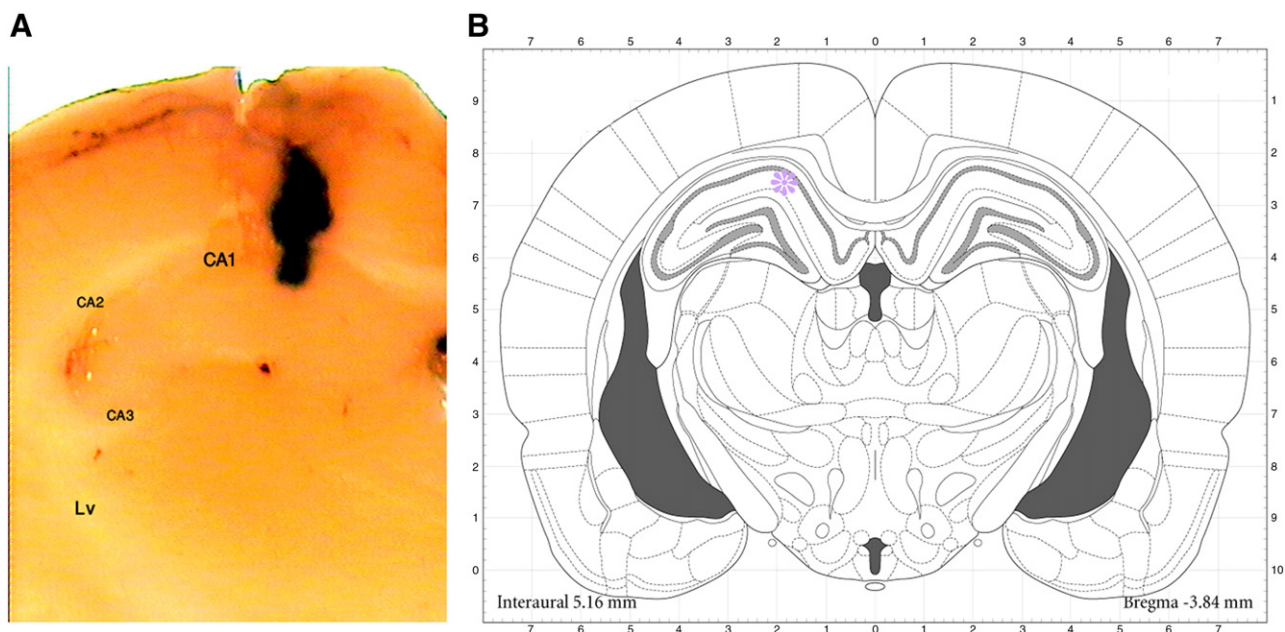 A
B
7 6 5 4 3 2 1 0 1 2 3 4 5 6 7
9 1
8 2
7 3
6 4
5 5
4 6
3 7
2 8
1 9
0 10
CA1
CA2
CA3
Lv
Interaural 5.16 mm Bregma -3.84 mm
7 6 5 4 3 2 1 0 1 2 3 4 5 6 7